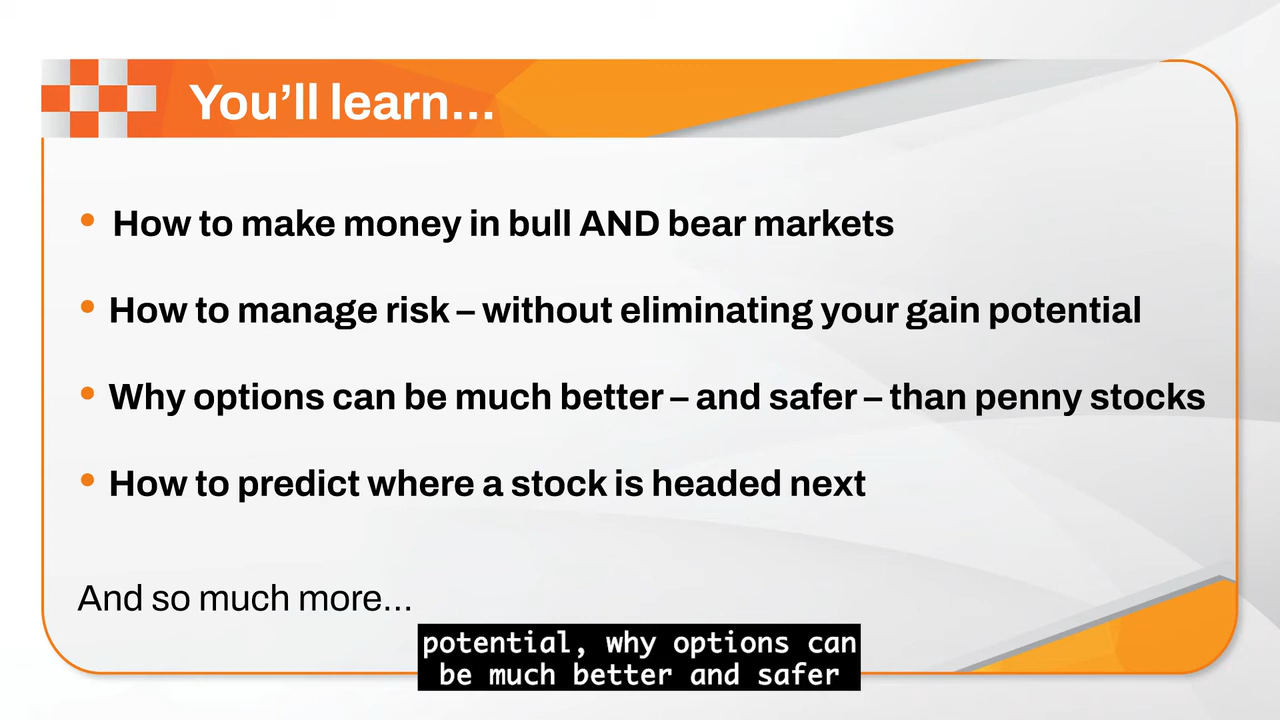 You’ll learn...
• How to make money in bull AND bear markets
• How to manage risk – without eliminating your gain potential
• Why options can be much better – and safer – than penny stocks
• How to predict where a stock is headed next
And so much more...
potential, why options can
be much better and safer